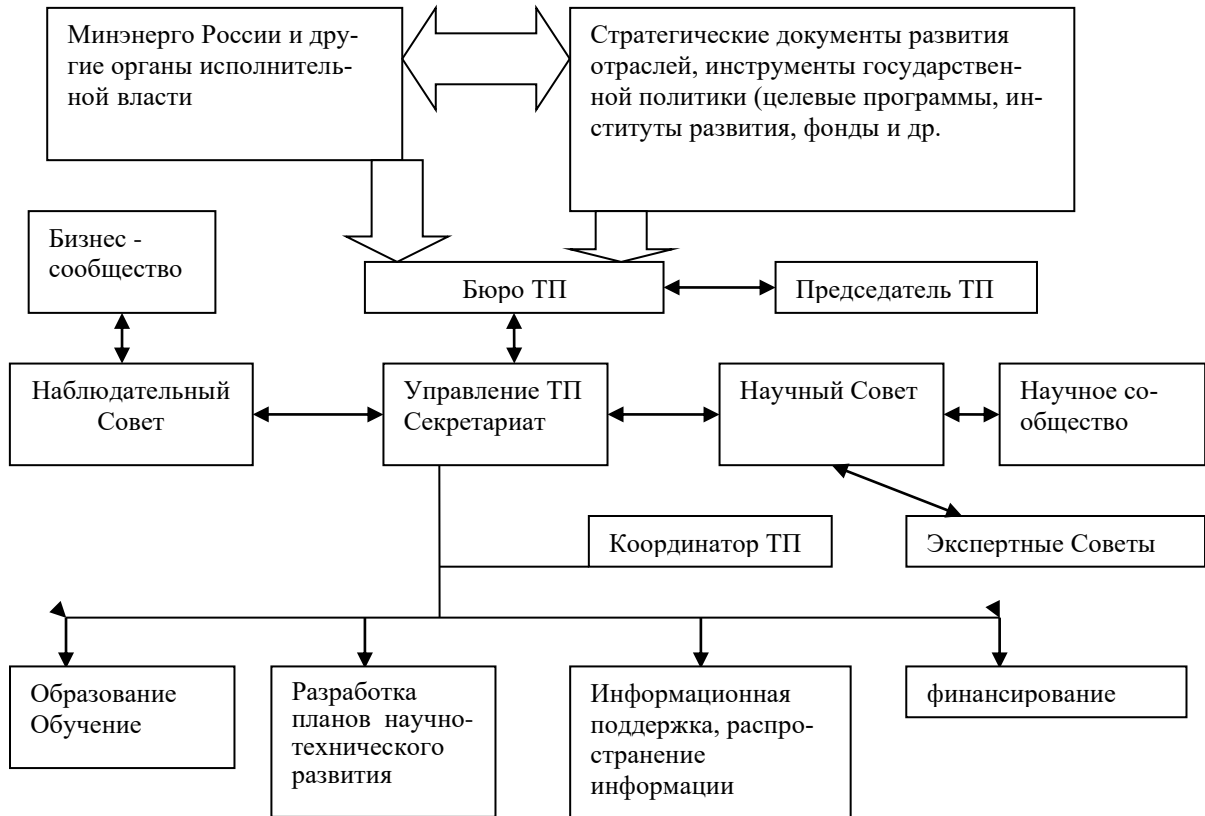 Минэнерго России и дру-
гие органы исполнитель-
ной власти
Стратегические документы развития
отраслей, инструменты государствен-
ной политики (целевые программы, ин-
ституты развития, фонды и др.
Бизнес -
сообщество
Бюро ТП
Председатель ТП
Наблюдательный
Совет
Управление ТП
Секретариат
Научный Совет
Научное со-
общество
Координатор ТП
Экспертные Советы
Образование
Обучение
Разработка
планов научно-
технического
развития
Информационная
поддержка, распро-
странение
информации
финансирование